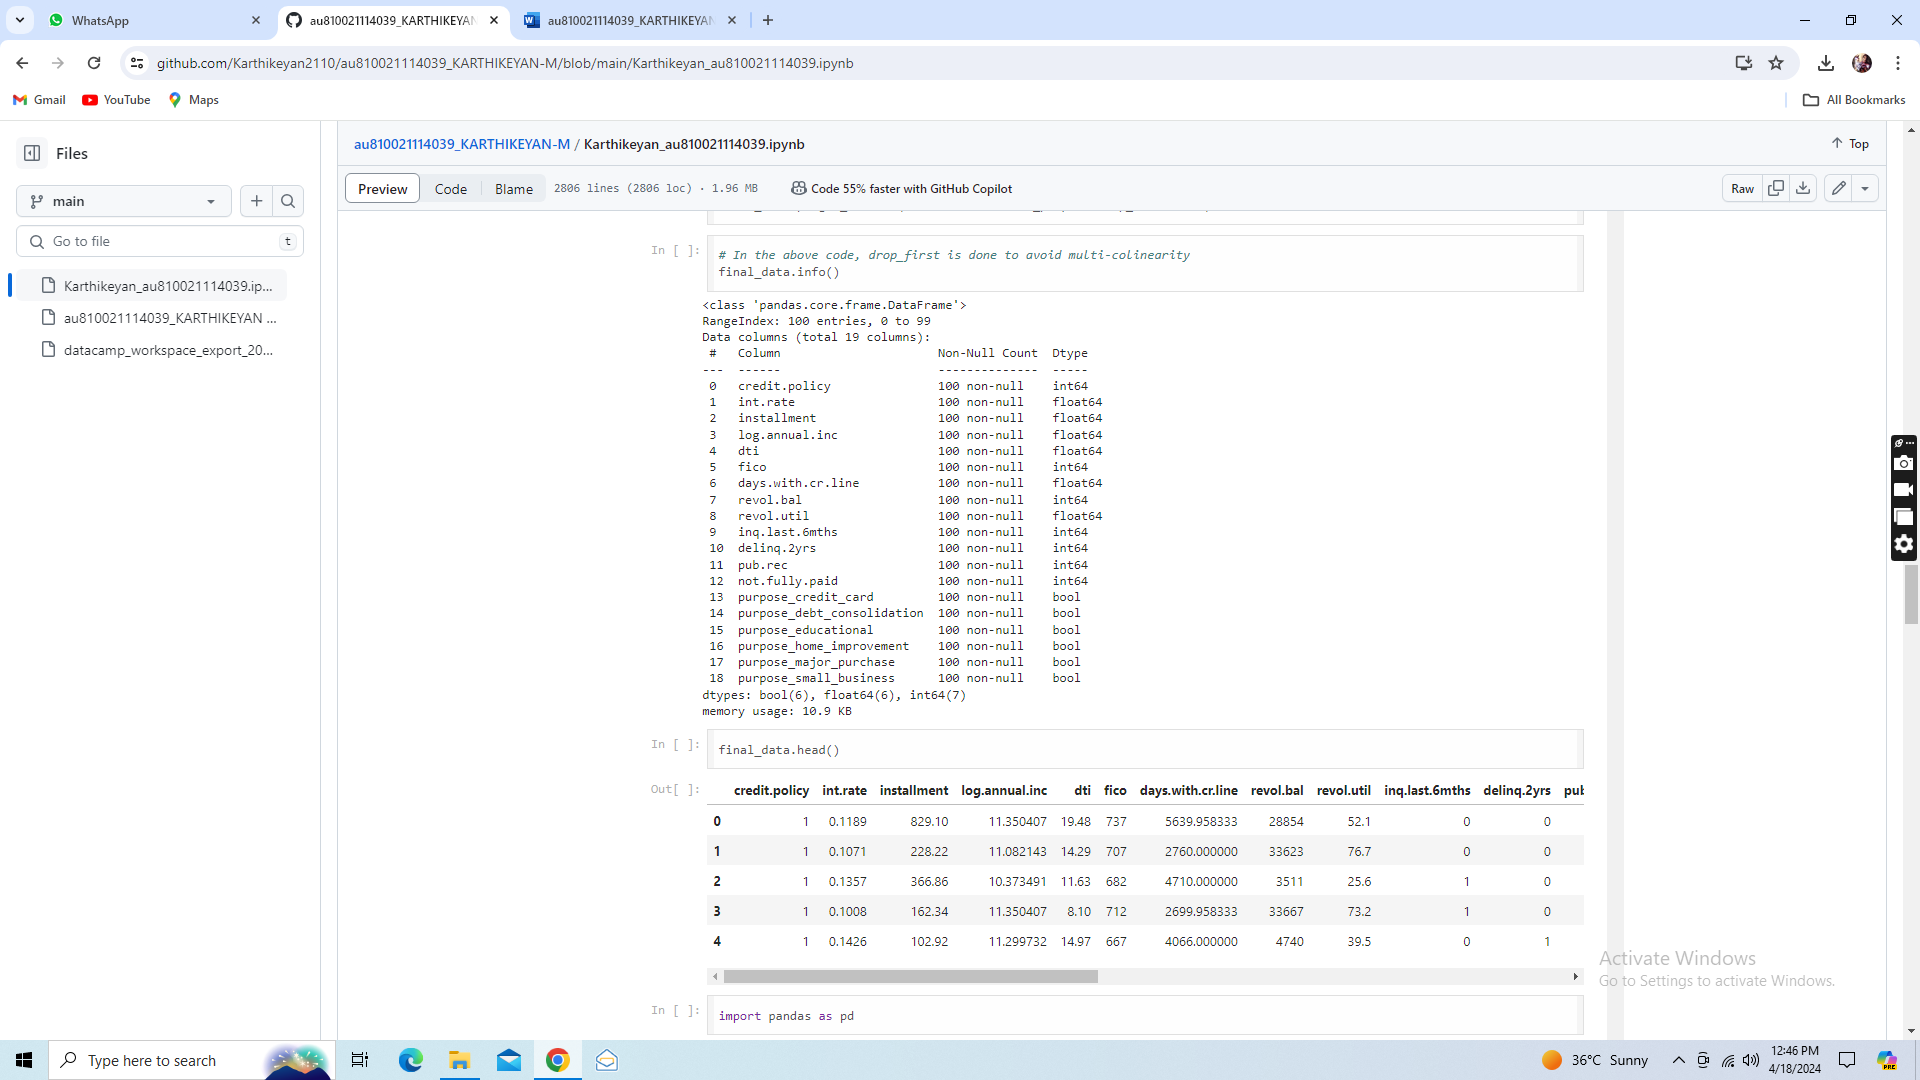 WhatsApp
au810021114039_KARTHIKEYAN
au810021114039_KARTHIKEYAN
github.com/Karthikeyan2110/au810021114039_KARTHIKEYAN-M/blob/main/Karthikeyan_au810021114039.ipynb
Gmail YouTube Maps All Bookmarks
Files
au810021114039_KARTHIKEYAN-M / Karthikeyan_au810021114039.ipynb
Top
Preview Code Blame 2806 lines (2806 loc) · 1.96 MB Code 55% faster with GitHub Copilot Raw
main
Go to file t
Karthikeyan_au810021114039.ip...
au810021114039_KARTHIKEYAN ...
datacamp_workspace_export_20...
In [ ]: # In the above code, drop_first is done to avoid multi-colinearity
final_data.info()
<class 'pandas.core.frame.DataFrame'>
RangeIndex: 100 entries, 0 to 99
Data columns (total 19 columns):
# Column Non-Null Count Dtype
--- ------ -------------- -----
0 credit.policy 100 non-null int64
1 int.rate 100 non-null float64
2 installment 100 non-null float64
3 log.annual.inc 100 non-null float64
4 dti 100 non-null float64
5 fico 100 non-null int64
6 days.with.cr.line 100 non-null float64
7 revol.bal 100 non-null int64
8 revol.util 100 non-null float64
9 inq.last.6mths 100 non-null int64
10 delinq.2yrs 100 non-null int64
11 pub.rec 100 non-null int64
12 not.fully.paid 100 non-null int64
13 purpose_credit_card 100 non-null bool
14 purpose_debt_consolidation 100 non-null bool
15 purpose_educational 100 non-null bool
16 purpose_home_improvement 100 non-null bool
17 purpose_major_purchase 100 non-null bool
18 purpose_small_business 100 non-null bool
dtypes: bool(6), float64(6), int64(7)
memory usage: 10.9 KB
In [ ]: final_data.head()
Out[ ]: credit.policy int.rate installment log.annual.inc dti fico days.with.cr.line revol.bal revol.util inq.last.6mths delinq.2yrs pub
0 1 0.1189 829.10 11.350407 19.48 737 5639.958333 28854 52.1 0 0
1 1 0.1071 228.22 11.082143 14.29 707 2760.000000 33623 76.7 0 0
2 1 0.1357 366.86 10.373491 11.63 682 4710.000000 3511 25.6 1 0
3 1 0.1008 162.34 11.350407 8.10 712 2699.958333 33667 73.2 1 0
4 1 0.1426 102.92 11.299732 14.97 667 4066.000000 4740 39.5 0 1
Activate Windows
Go to Settings to activate Windows.
In [ ]: import pandas as pd
Type here to search
36°C Sunny
12:46 PM
4/18/2024
PRE